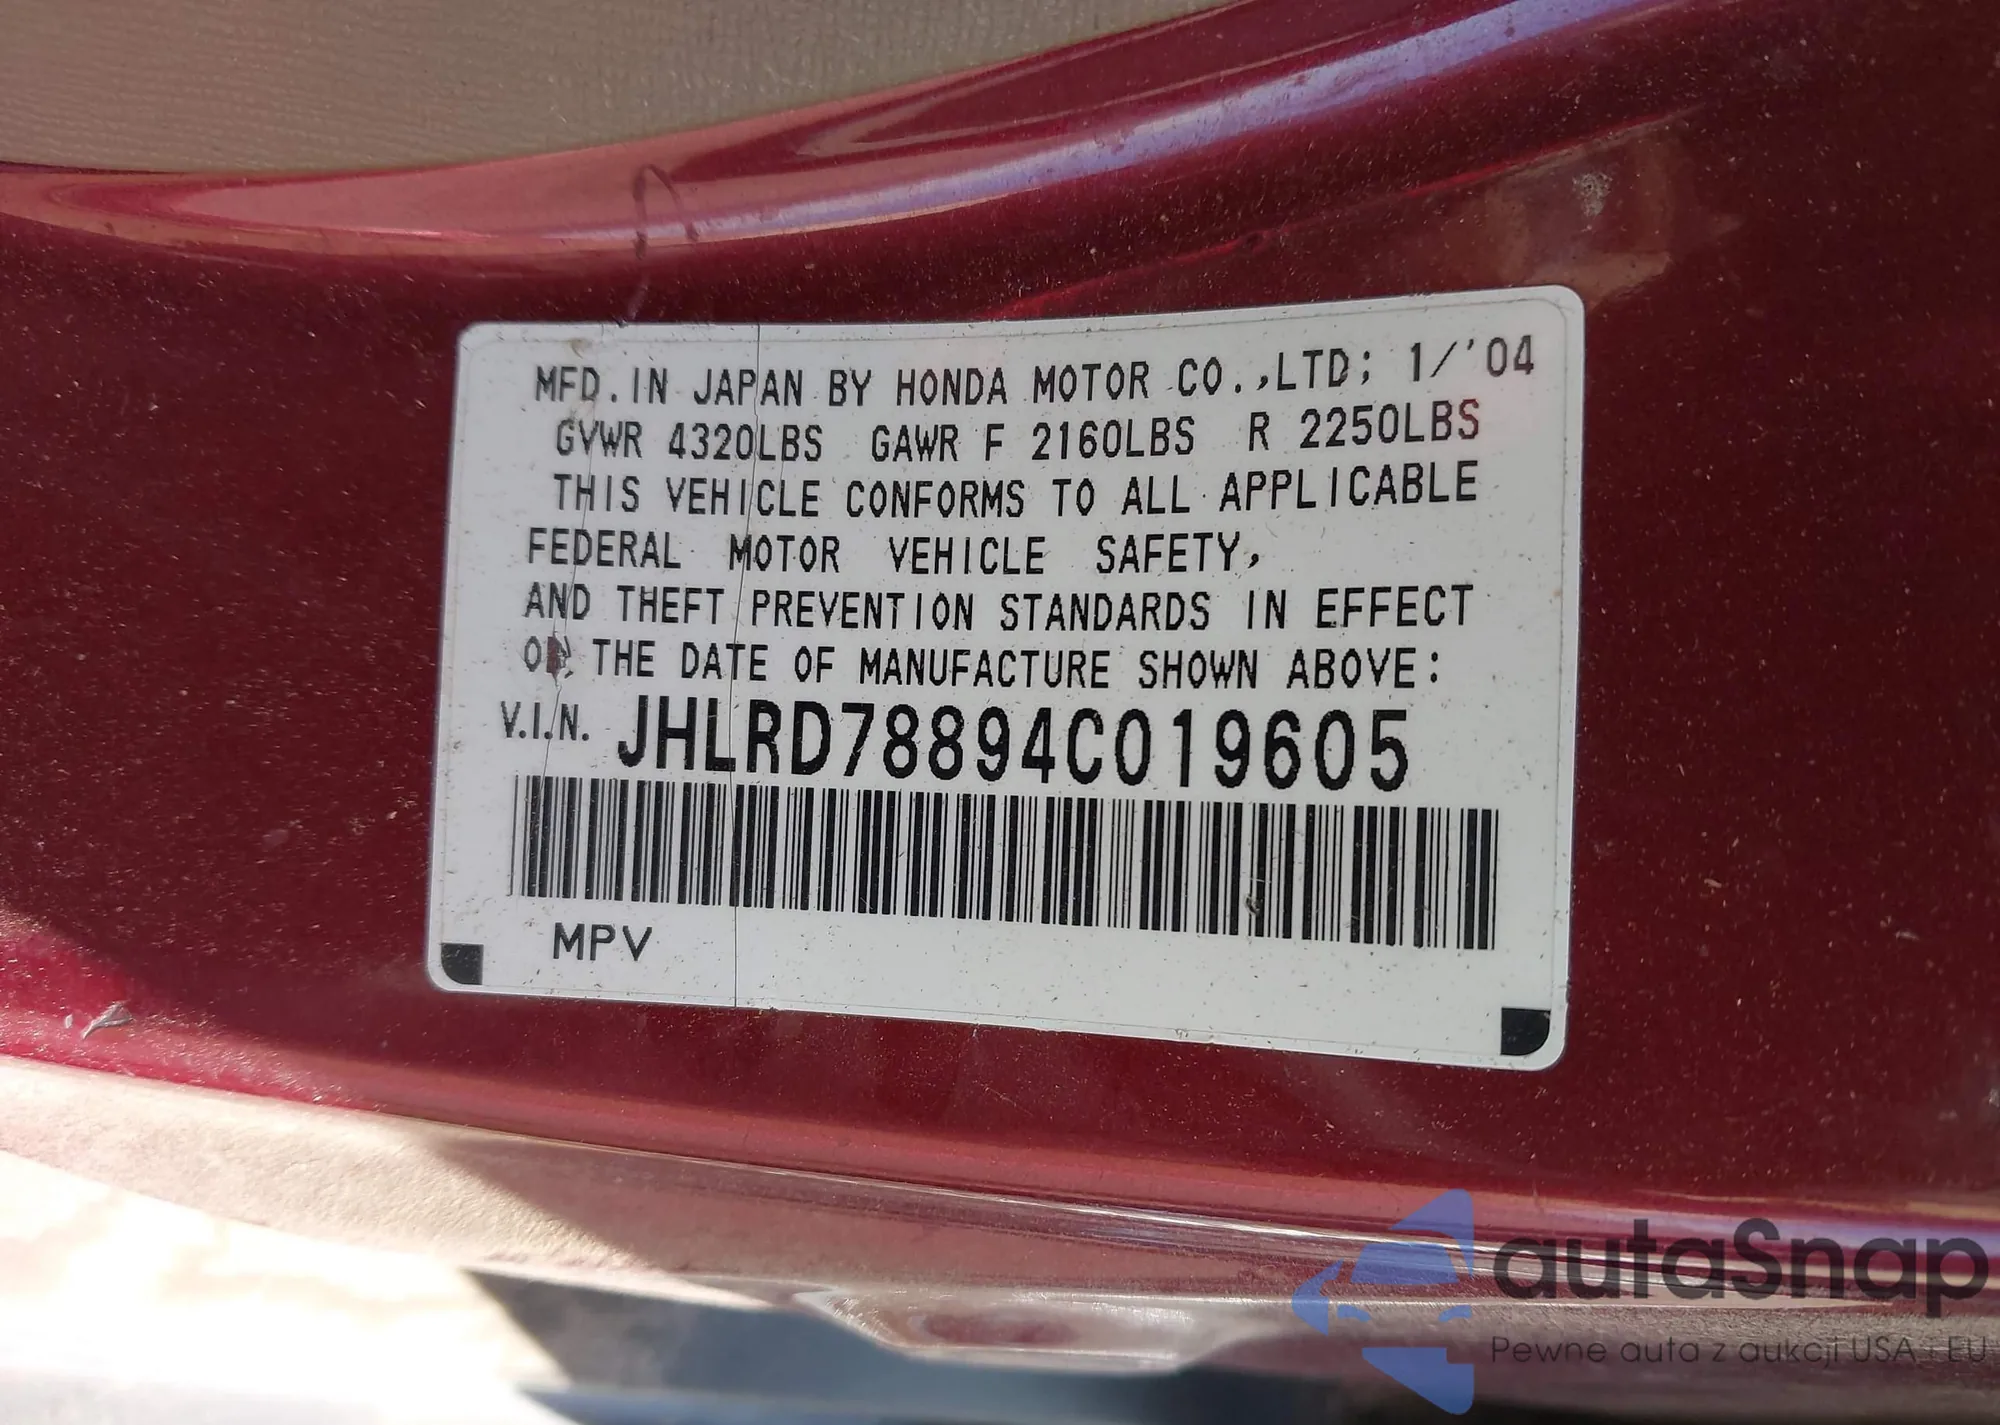 MFD.IN JAPAN BY HONDA MOTOR CO.,LTD; 1/'04
GVWR 4320LBS GAWR F 2160LBS R 2250LBS
THIS VEHICLE CONFORMS TO ALL APPLICABLE
FEDERAL MOTOR VEHICLE SAFETY,
AND THEFT PREVENTION STANDARDS IN EFFECT
ON THE DATE OF MANUFACTURE SHOWN ABOVE:
V.I.N. JHLRD78894C019605
MPV
autaSnap
Pewne auta z aukcji USA i EU